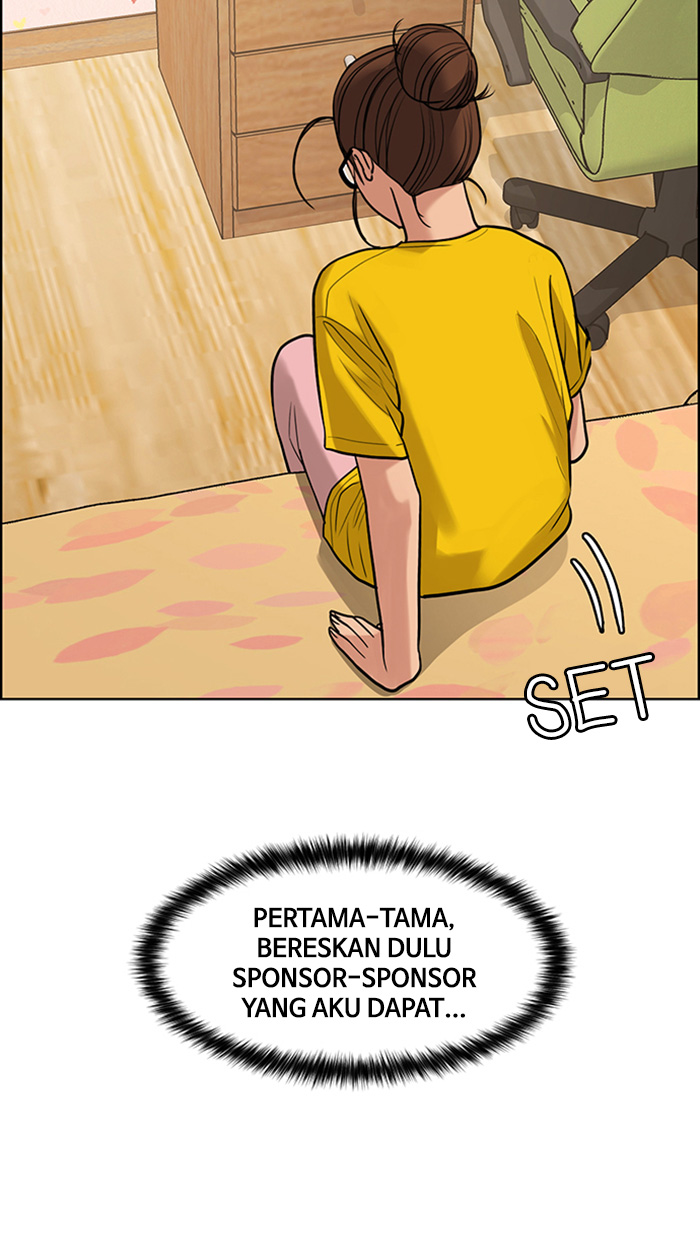 SET
PERTAMA-TAMA,
BERESKAN DULU
SPONSOR-SPONSOR
YANG AKU DAPAT...